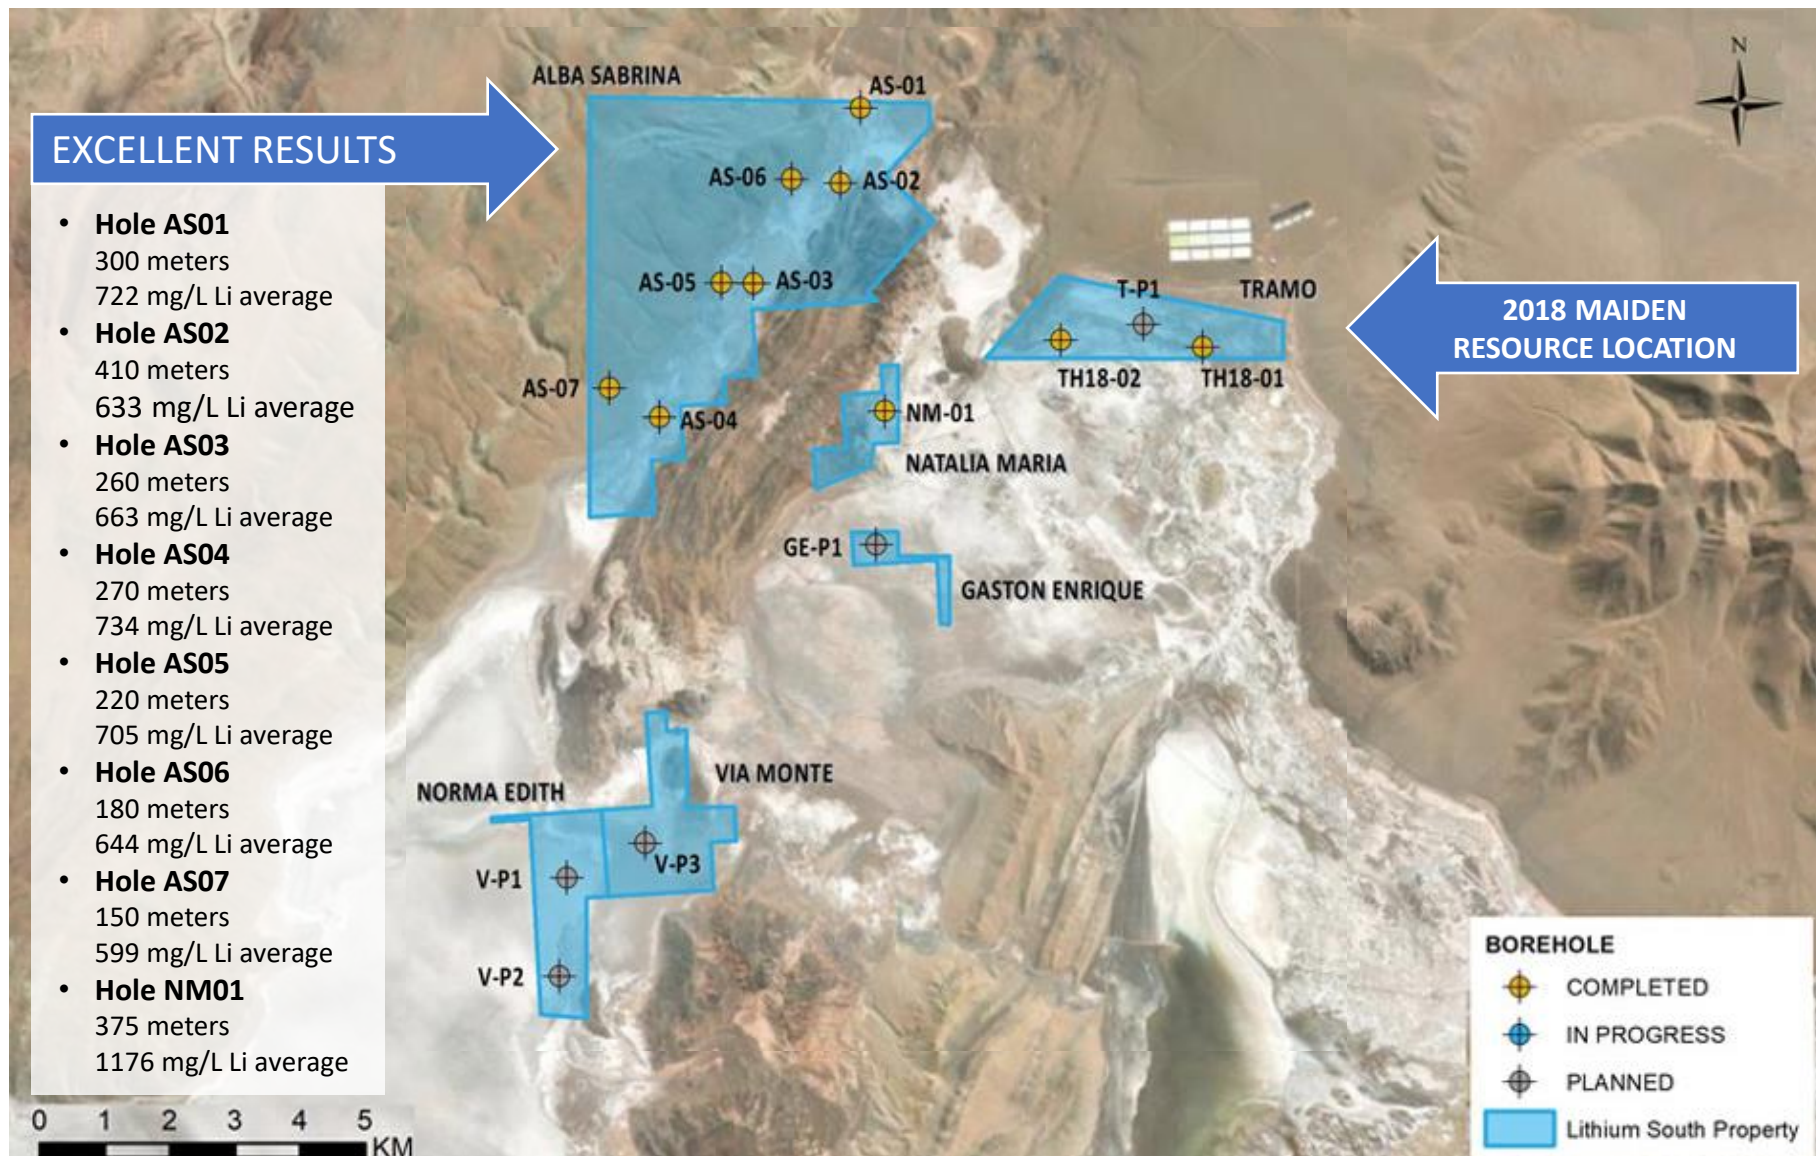 ALBA SABRINA
AS-01
N
EXCELLENT RESULTS
AS-06
AS-02
• Hole AS01
300 meters
722 mg/L Li average
• Hole AS02
410 meters
633 mg/L Li average
• Hole AS03
260 meters
663 mg/L Li average
• Hole AS04
270 meters
734 mg/L Li average
• Hole AS05
220 meters
705 mg/L Li average
• Hole AS06
180 meters
644 mg/L Li average
• Hole AS07
150 meters
599 mg/L Li average
• Hole NM01
375 meters
1176 mg/L Li average
AS-05
AS-03
T-P1
TRAMO
2018 MAIDEN
RESOURCE LOCATION
TH18-02
TH18-01
AS-07
AS-04
NM-01
NATALIA MARIA
GE-P1
GASTON ENRIQUE
VIA MONTE
NORMA EDITH
V-P3
V-P1
V-P2
BOREHOLE
COMPLETED
IN PROGRESS
PLANNED
Lithium South Property
0 1 2 3 4 5
KM